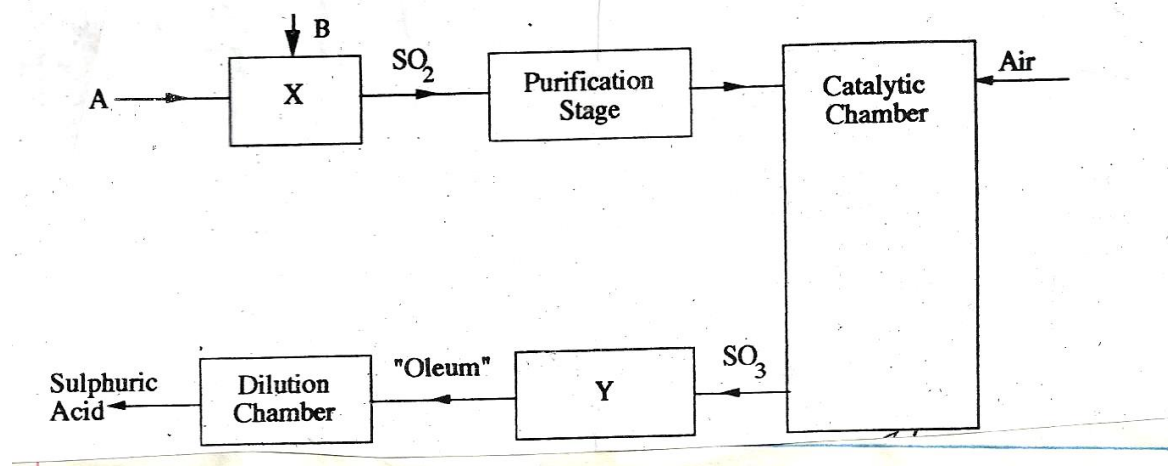 B
SO2
A
X
Purification
Stage
Catalytic
Chamber
Air
Sulphuric
Acid
Dilution
Chamber
"Oleum"
Y
SO3